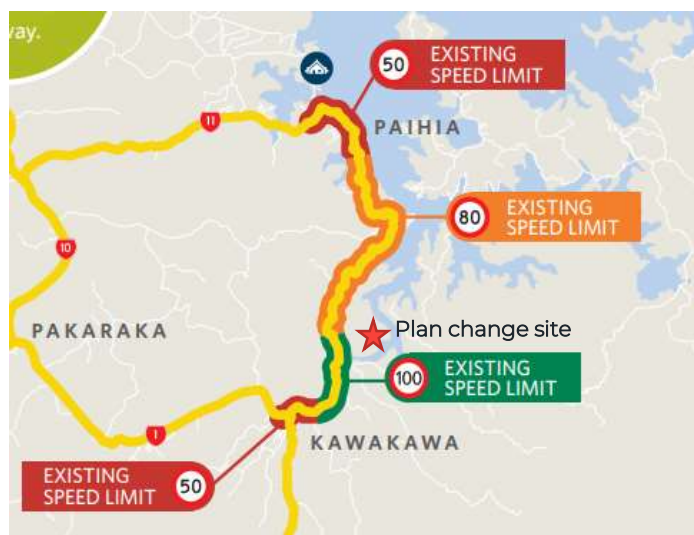 way.
50
EXISTING
SPEED LIMIT
11
PAIHIA
80
EXISTING
SPEED LIMIT
10
PAKARAKA
Plan change site
100
EXISTING
SPEED LIMIT
1
KAWAKAWA
EXISTING
SPEED LIMIT
50